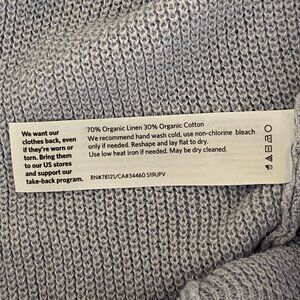 We want our
clothes back, even
if they're worn or
torn. Bring them
to our US stores
and support our
take-back program.
70% Organic Linen 30% Organic Cotton
We recommend hand wash cold, use non-chlorine bleach
only if needed. Reshape and lay flat to dry.
Use low heat iron if needed. May be dry cleaned.
RN#78121/CA#34460 S19UPV